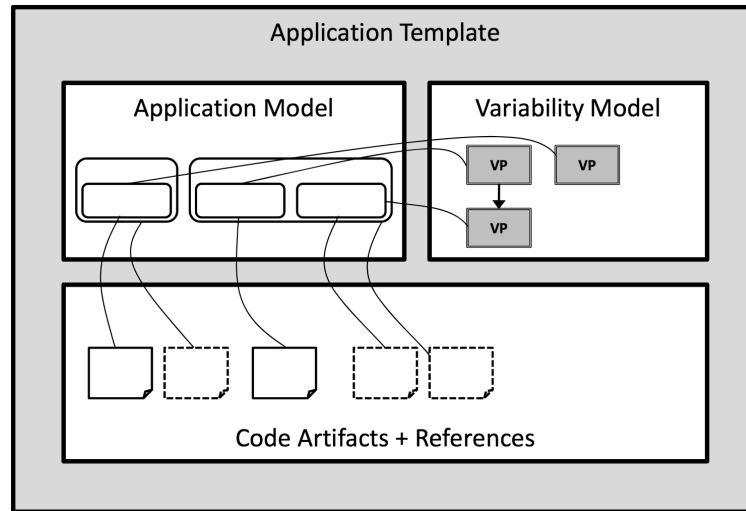 Application Template
Application Model
Variability Model
VP
VP
VP
Code Artifacts + References